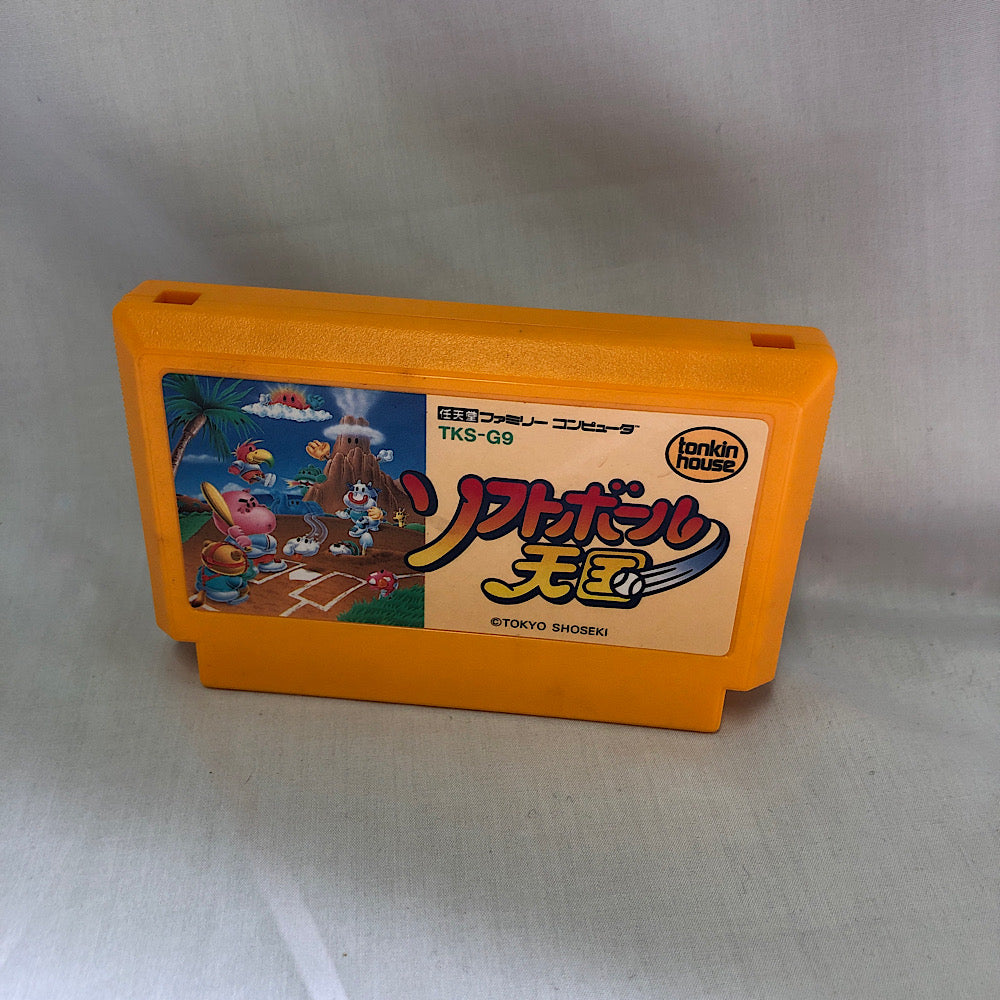 任天堂ファミリーコンピュータ
TKS-G9
tonkin
house
ソフトボール
天国
©TOKYO SHOSEKI